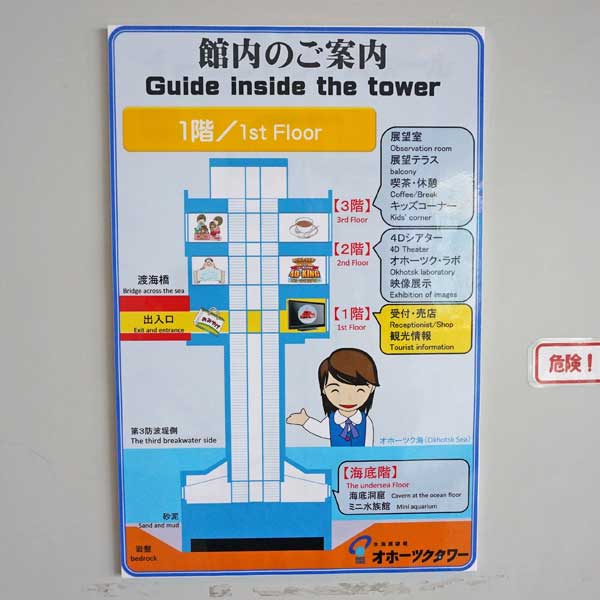 館内のご案内
Guide inside the tower
1階／1st Floor
展望室
Observation room
展望テラス
balcony
喫茶・休憩
Coffee/Break
キッズコーナー
Kids' corner
【3階】
3rd Floor
4Dシアター
4D Theater
オホーツク・ラボ
Okhotsk laboratory
映像展示
Exhibition of images
【2階】
2nd Floor
4D-KING
渡海橋
Bridge across the sea
出入口
Exit and entrance
【1階】
1st Floor
受付・売店
Receptionist/Shop
観光情報
Tourist information
危険！
第3防波堤側
The third breakwater side
オホーツク海(Okhotsk Sea)
【海底階】
The undersea Floor
海底洞窟 Cavern at the ocean floor
ミニ水族館 Mini aquarium
砂泥
Sand and mud
岩盤
bedrock
オホーツクタワー